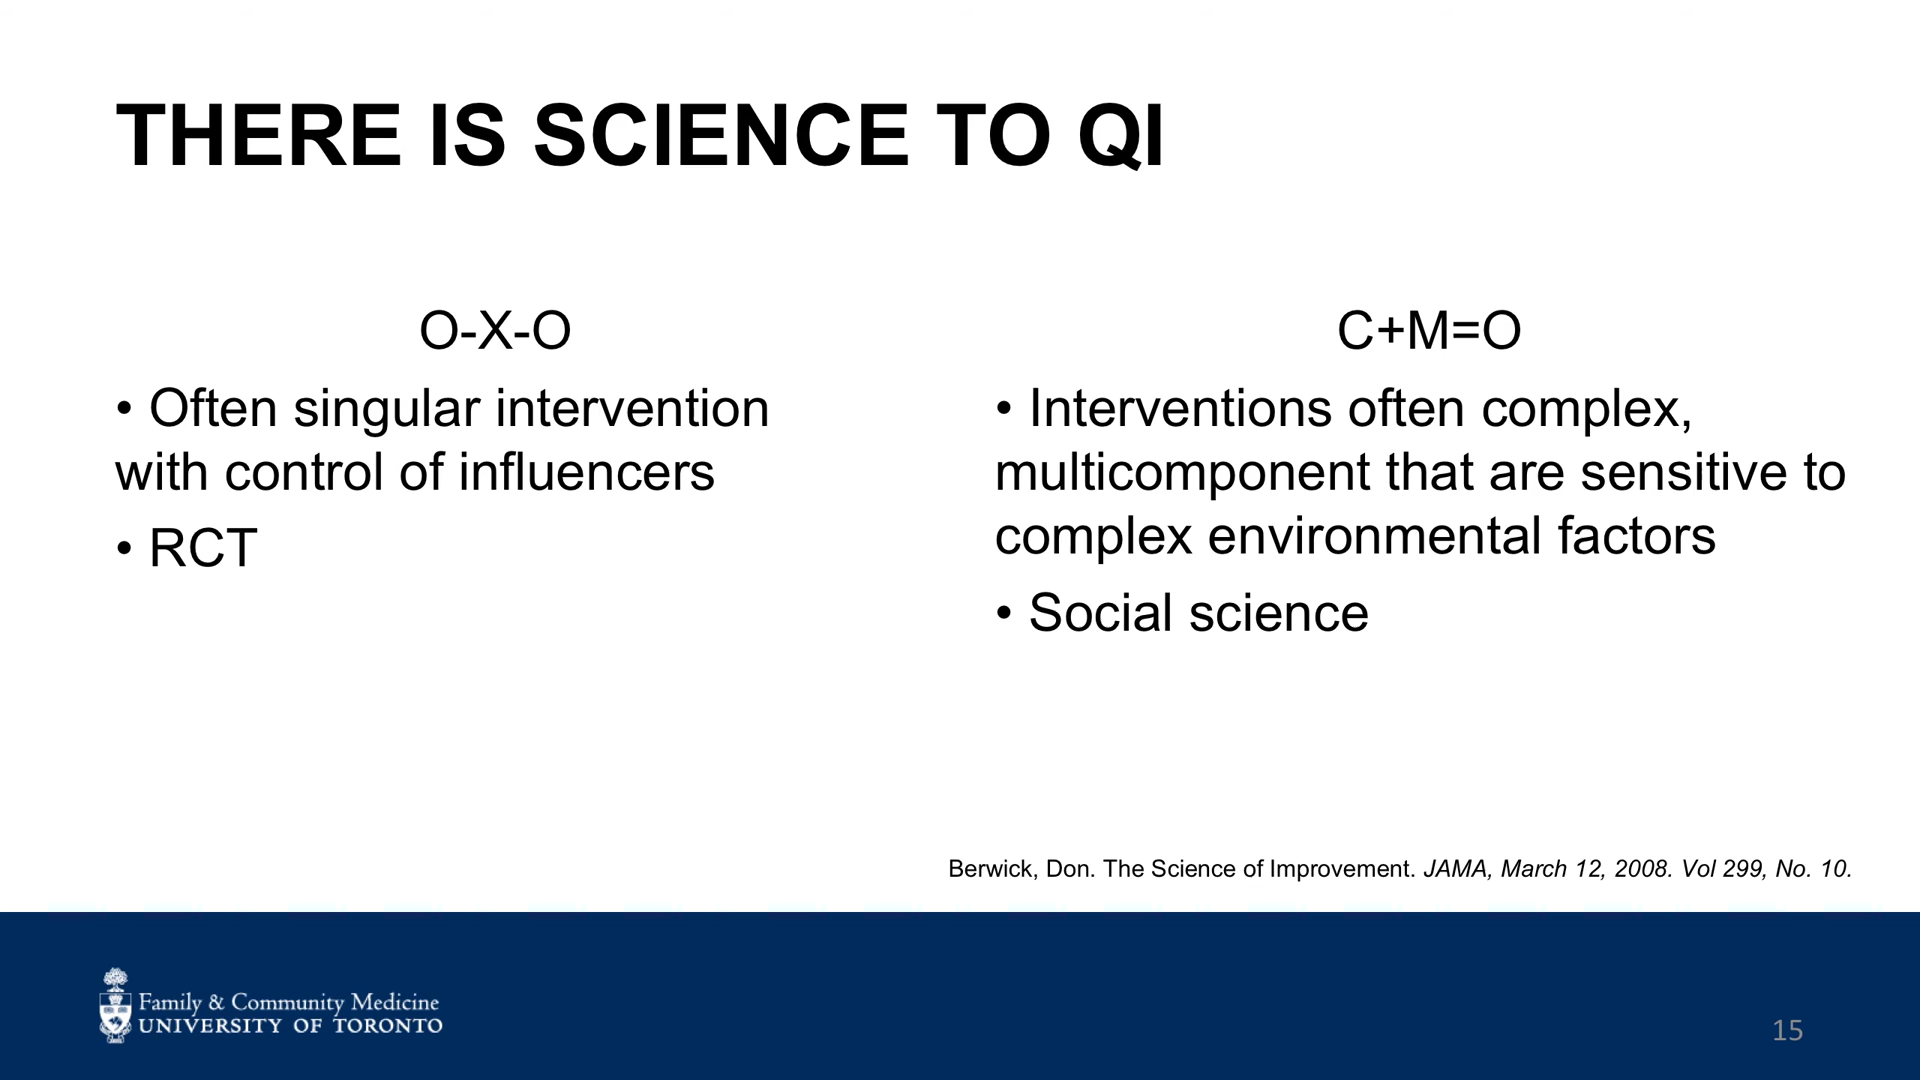 THERE IS SCIENCE TO QI
O-X-O
• Often singular intervention
with control of influencers
• RCT
C+M=O
• Interventions often complex,
multicomponent that are sensitive to
complex environmental factors
• Social science
Berwick, Don. The Science of Improvement. JAMA, March 12, 2008. Vol 299, No. 10.
Family & Community Medicine
UNIVERSITY OF TORONTO
15